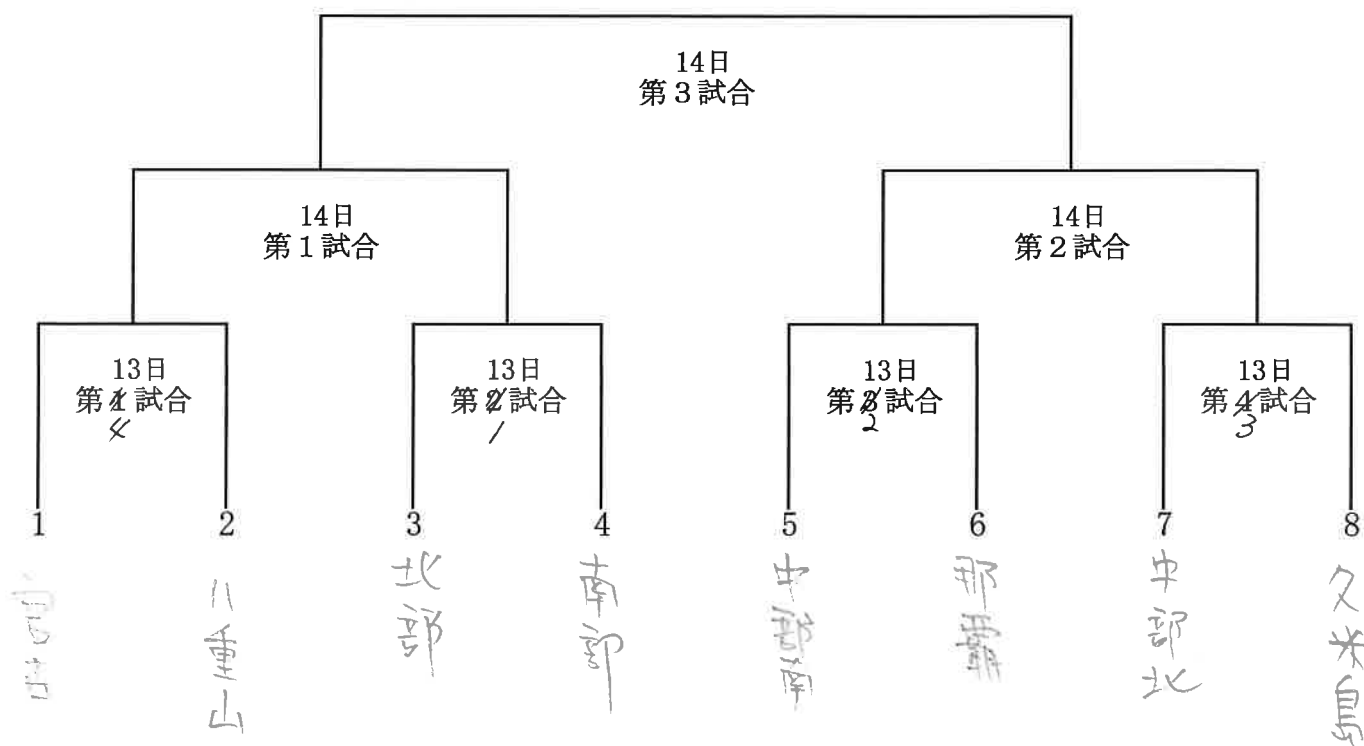 14日
第3試合
14日
第1試合
14日
第2試合
13日
第1試合
4
13日
第2試合
1
13日
第3試合
2
13日
第4試合
3
1
2
3
4
5
6
7
8
宮古
八重山
北部
南部
中部南
那覇
中部北
久米島